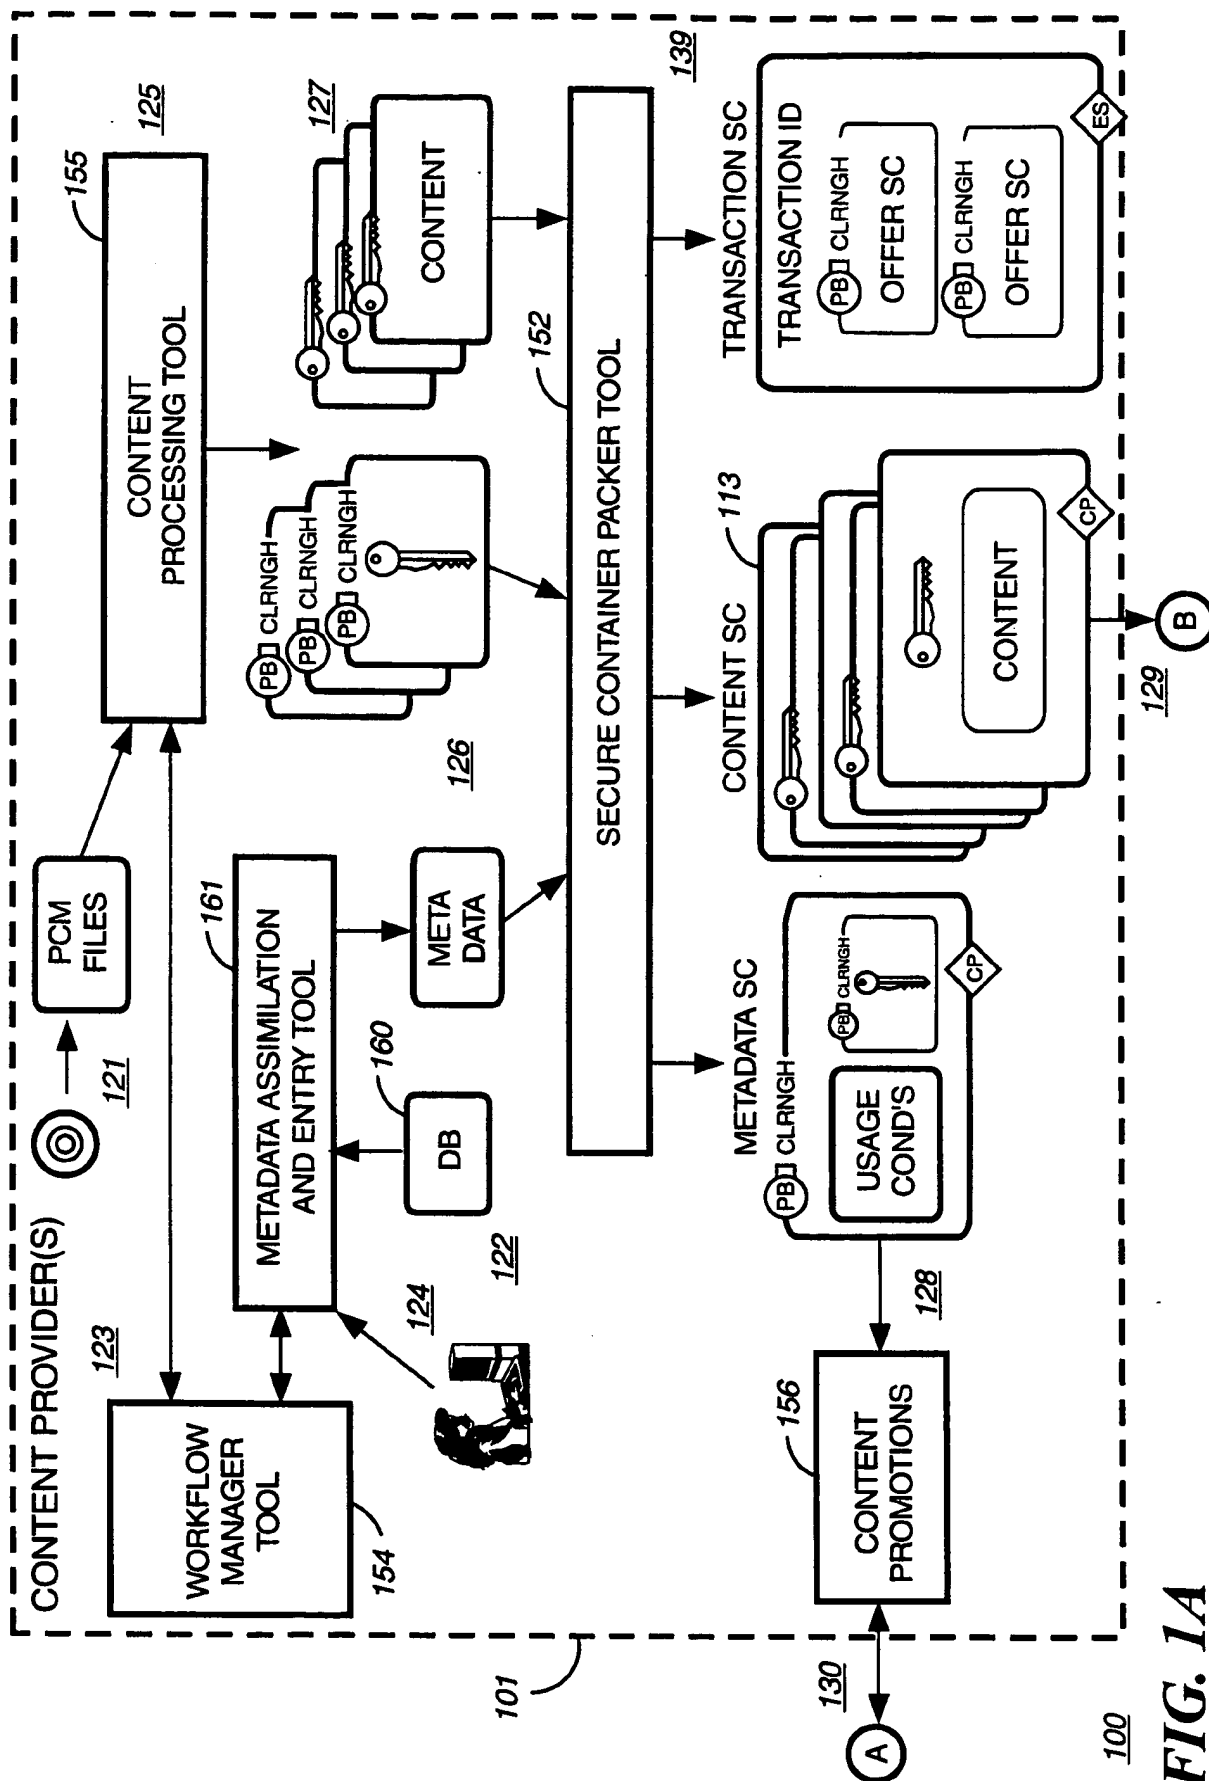 CONTENT PROVIDER(S)
123
WORKFLOW
MANAGER
TOOL
154
121
PCM
FILES
155
125
CONTENT
PROCESSING TOOL
161
METADATA ASSIMILATION
AND ENTRY TOOL
124
122
160
DB
META
DATA
126
PB CLRNGH
PB CLRNGH
PB CLRNGH
127
CONTENT
152
SECURE CONTAINER PACKER TOOL
139
METADATA SC
PB CLRNGH
USAGE
COND'S
PB CLRNGH
CP
CONTENT SC
113
CONTENT
CP
TRANSACTION SC
TRANSACTION ID
PB CLRNGH
OFFER SC
PB CLRNGH
OFFER SC
ES
128
156
CONTENT
PROMOTIONS
101
130
A
129
B
100
FIG. 1A